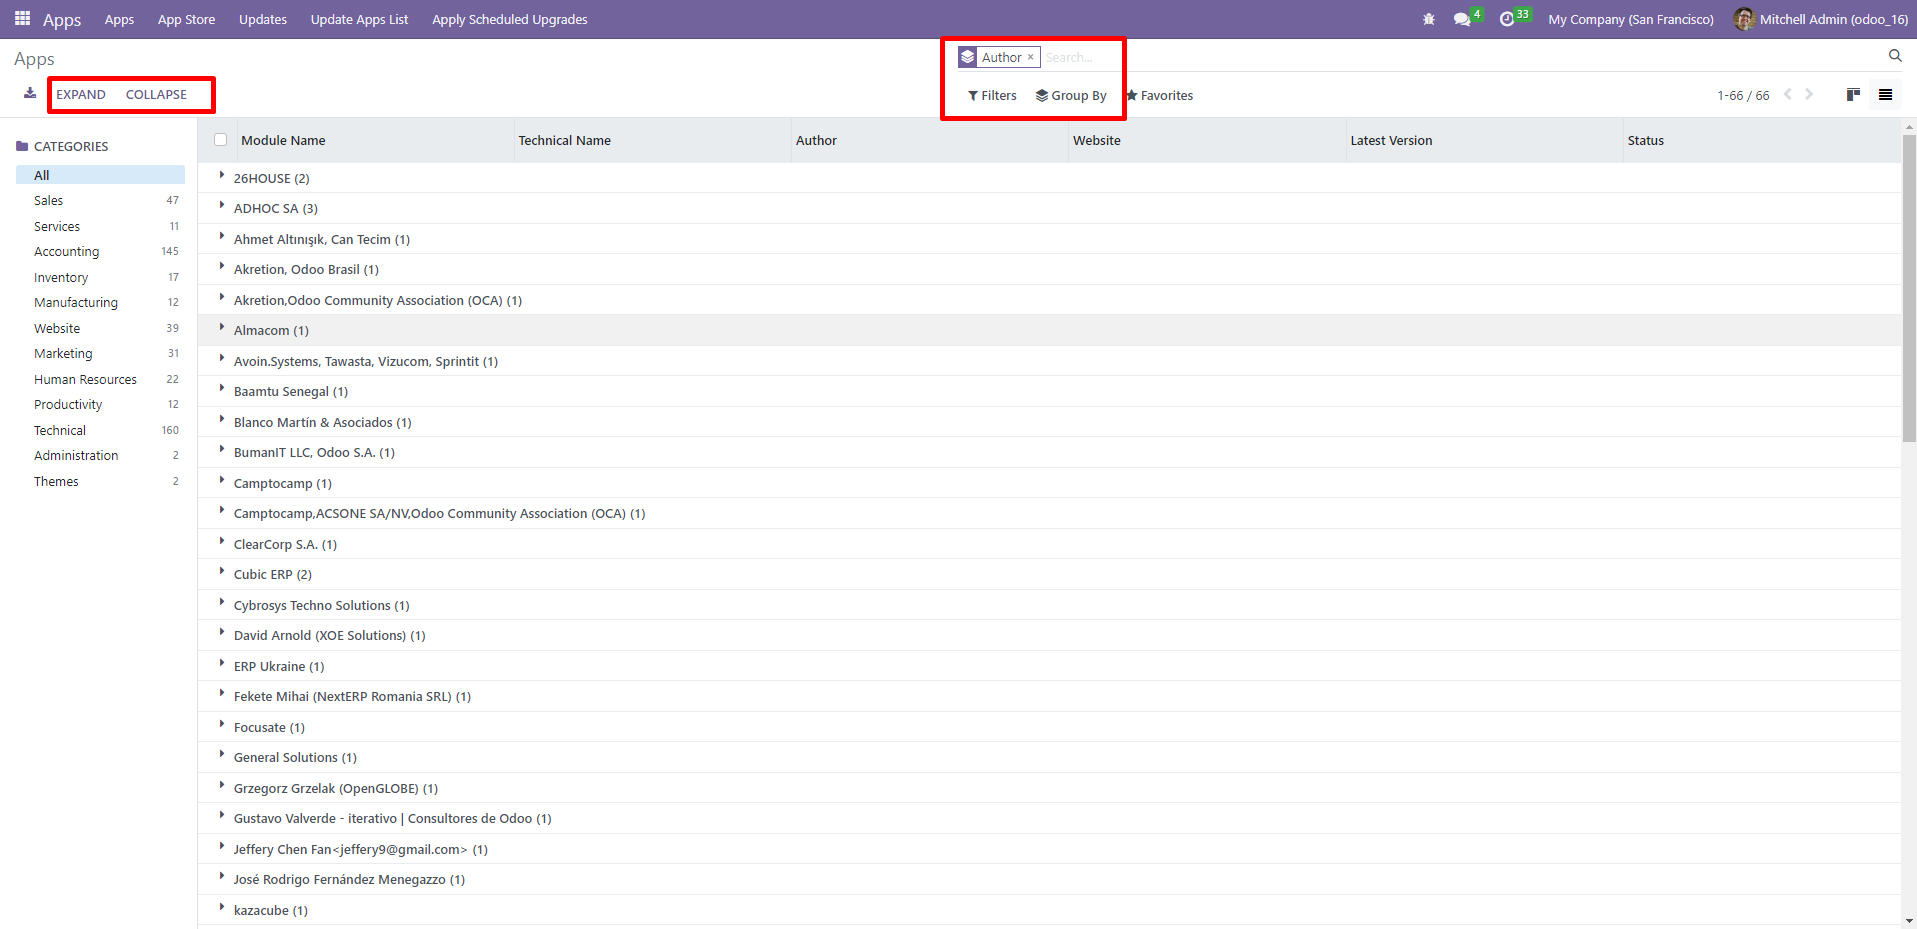 Apps Apps App Store Updates Update Apps List Apply Scheduled Upgrades 4 33 My Company (San Francisco) Mitchell Admin (odoo_16)
Apps
Author × Search...
EXPAND COLLAPSE
Filters Group By Favorites 1-66 / 66
CATEGORIES
All
Sales 47
Services 11
Accounting 145
Inventory 17
Manufacturing 12
Website 39
Marketing 31
Human Resources 22
Productivity 12
Technical 160
Administration 2
Themes 2
Module Name Technical Name Author Website Latest Version Status
26HOUSE (2)
ADHOC SA (3)
Ahmet Altınışık, Can Tecim (1)
Akretion, Odoo Brasil (1)
Akretion,Odoo Community Association (OCA) (1)
Almacom (1)
Avoin.Systems, Tawasta, Vizucom, Sprintit (1)
Baamtu Senegal (1)
Blanco Martín & Asociados (1)
BumanIT LLC, Odoo S.A. (1)
Camptocamp (1)
Camptocamp,ACSONE SA/NV,Odoo Community Association (OCA) (1)
ClearCorp S.A. (1)
Cubic ERP (2)
Cybrosys Techno Solutions (1)
David Arnold (XOE Solutions) (1)
ERP Ukraine (1)
Fekete Mihai (NextERP Romania SRL) (1)
Focusate (1)
General Solutions (1)
Grzegorz Grzelak (OpenGLOBE) (1)
Gustavo Valverde - iterativo | Consultores de Odoo (1)
Jeffery Chen Fan<jeffery9@gmail.com> (1)
José Rodrigo Fernández Menegazzo (1)
kazacube (1)